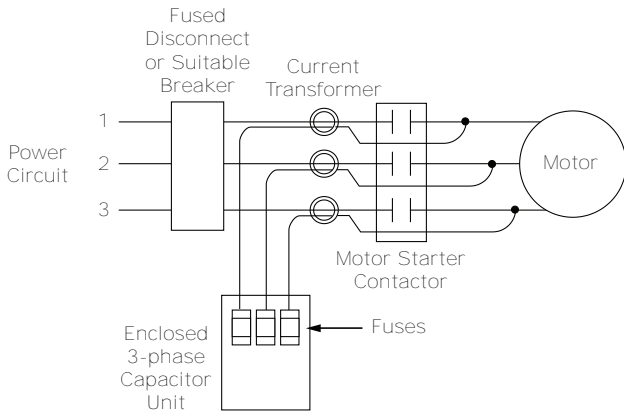 Fused
Disconnect
or Suitable
Breaker
Current
Transformer
1
Power
Circuit
2
3
Motor
Motor Starter
Contactor
Enclosed
3-phase
Capacitor
Unit
Fuses